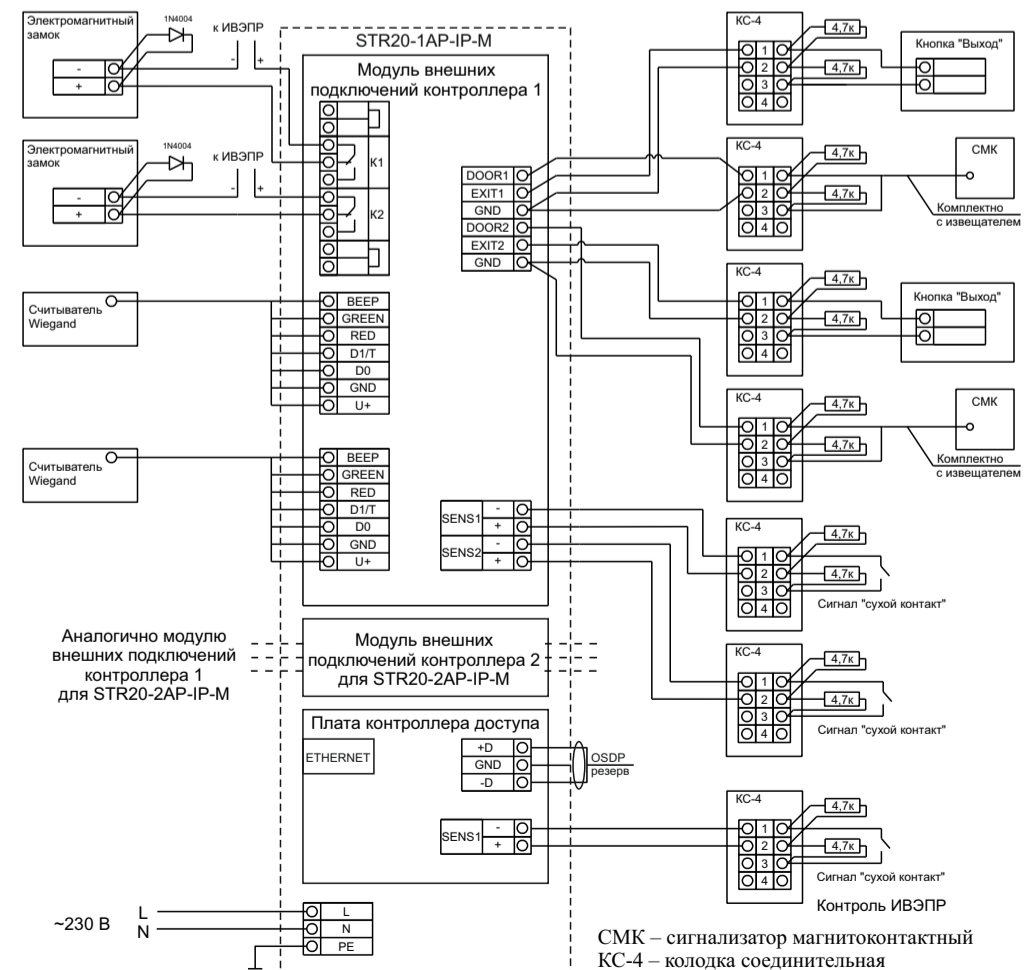 Электромагнитный
замок
1N4004
к ИВЭПР
-
+
-
+
Электромагнитный
замок
1N4004
к ИВЭПР
-
+
-
+
Считыватель
Wiegand
Считыватель
Wiegand
STR20-1AP-IP-M
Модуль внешних
подключений контроллера 1
К1
К2
DOOR1
EXIT1
GND
DOOR2
EXIT2
GND
BEEP
GREEN
RED
D1/T
D0
GND
U+
BEEP
GREEN
RED
D1/T
D0
GND
U+
SENS1
-
+
SENS2
-
+
Аналогично модулю
внешних подключений
контроллера 1
для STR20-2AP-IP-M
Модуль внешних
подключений контроллера 2
для STR20-2AP-IP-M
Плата контроллера доступа
ETHERNET
+D
GND
-D
OSDP
резерв
SENS1
-
+
~230 В
L
N
L
N
PE
КС-4
1
2
3
4
4,7к
4,7к
Кнопка "Выход"
КС-4
1
2
3
4
4,7к
4,7к
СМК
Комплектно
с извещателем
КС-4
1
2
3
4
4,7к
4,7к
Кнопка "Выход"
КС-4
1
2
3
4
4,7к
4,7к
СМК
Комплектно
с извещателем
КС-4
1
2
3
4
4,7к
4,7к
Сигнал "сухой контакт"
КС-4
1
2
3
4
4,7к
4,7к
Сигнал "сухой контакт"
КС-4
1
2
3
4
4,7к
4,7к
Сигнал "сухой контакт"
Контроль ИВЭПР
СМК – сигнализатор магнитоконтактный
КС-4 – колодка соединительная